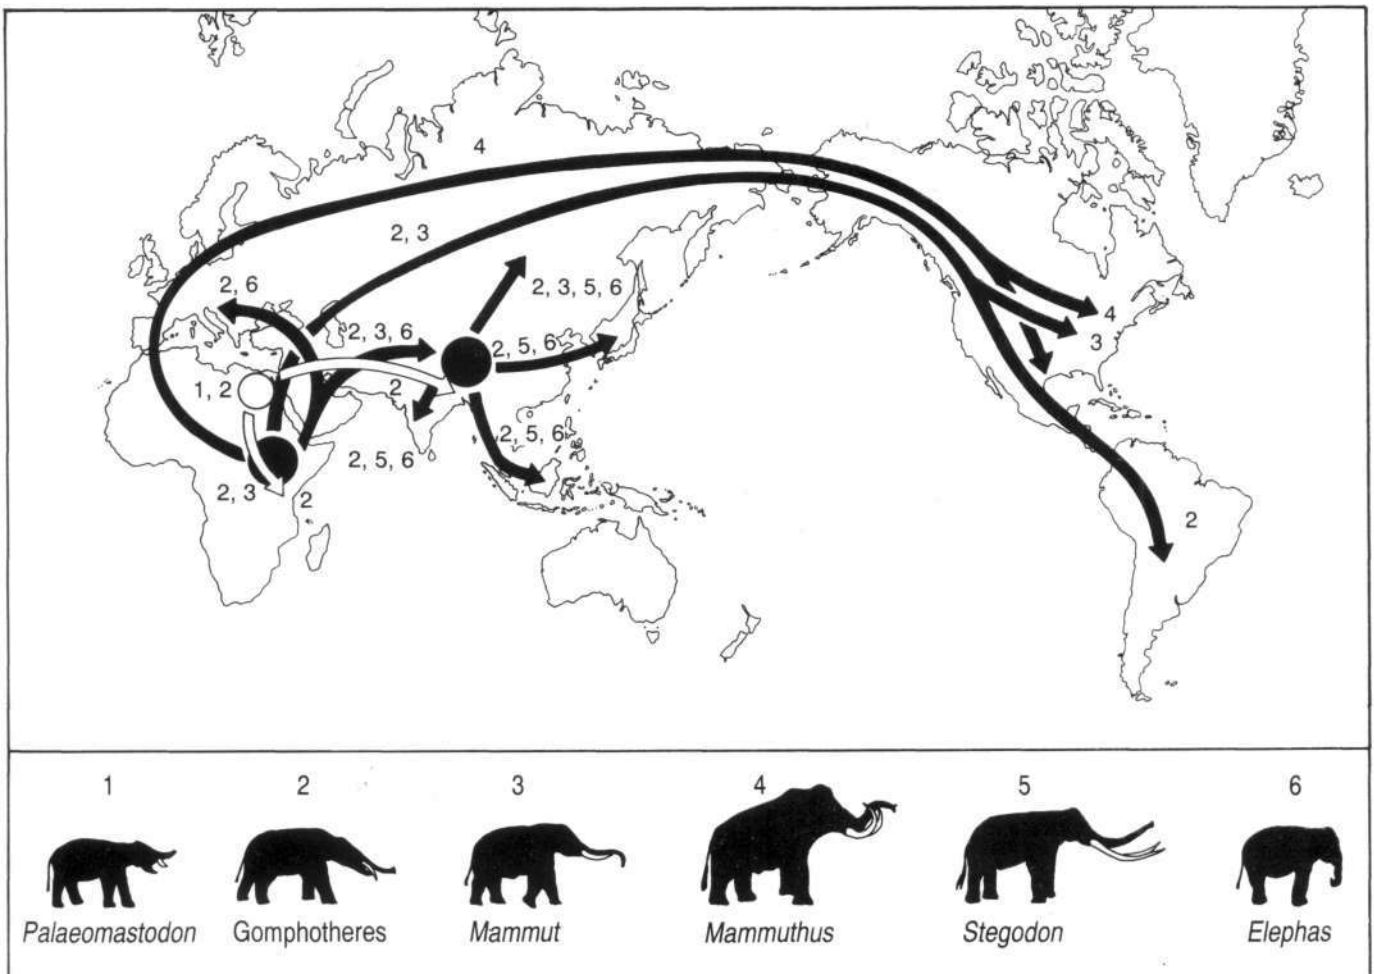 4
2, 3
2, 6
2, 3, 5, 6
4
2, 3, 6
2, 5, 6
3
1, 2
2
2, 5, 6
2, 5, 6
2, 3
2
2
1 2 3 4 5 6
Palaeomastodon Gomphotheres Mammut Mammuthus Stegodon Elephas